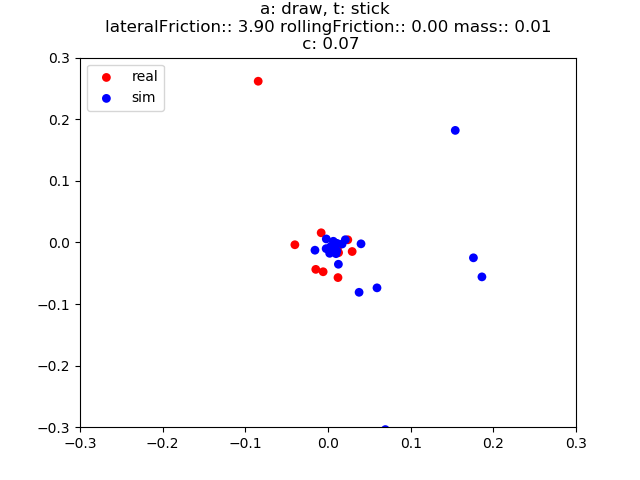 a: draw, t: stick
lateralFriction:: 3.90 rollingFriction:: 0.00 mass:: 0.01
c: 0.07
real
sim
0.3
0.2
0.1
0.0
−0.1
−0.2
−0.3
−0.3
−0.2
−0.1
0.0
0.1
0.2
0.3